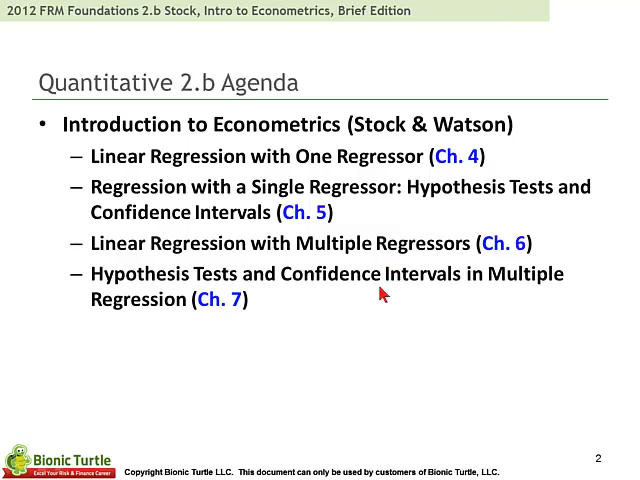 2012 FRM Foundations 2.b Stock, Intro to Econometrics, Brief Edition
Quantitative 2.b Agenda
• Introduction to Econometrics (Stock & Watson)
– Linear Regression with One Regressor (Ch. 4)
– Regression with a Single Regressor: Hypothesis Tests and
Confidence Intervals (Ch. 5)
– Linear Regression with Multiple Regressors (Ch. 6)
– Hypothesis Tests and Confidence Intervals in Multiple
Regression (Ch. 7)
2
Bionic Turtle
Excel Your Risk & Finance Career
Copyright Bionic Turtle LLC. This document can only be used by customers of Bionic Turtle, LLC.